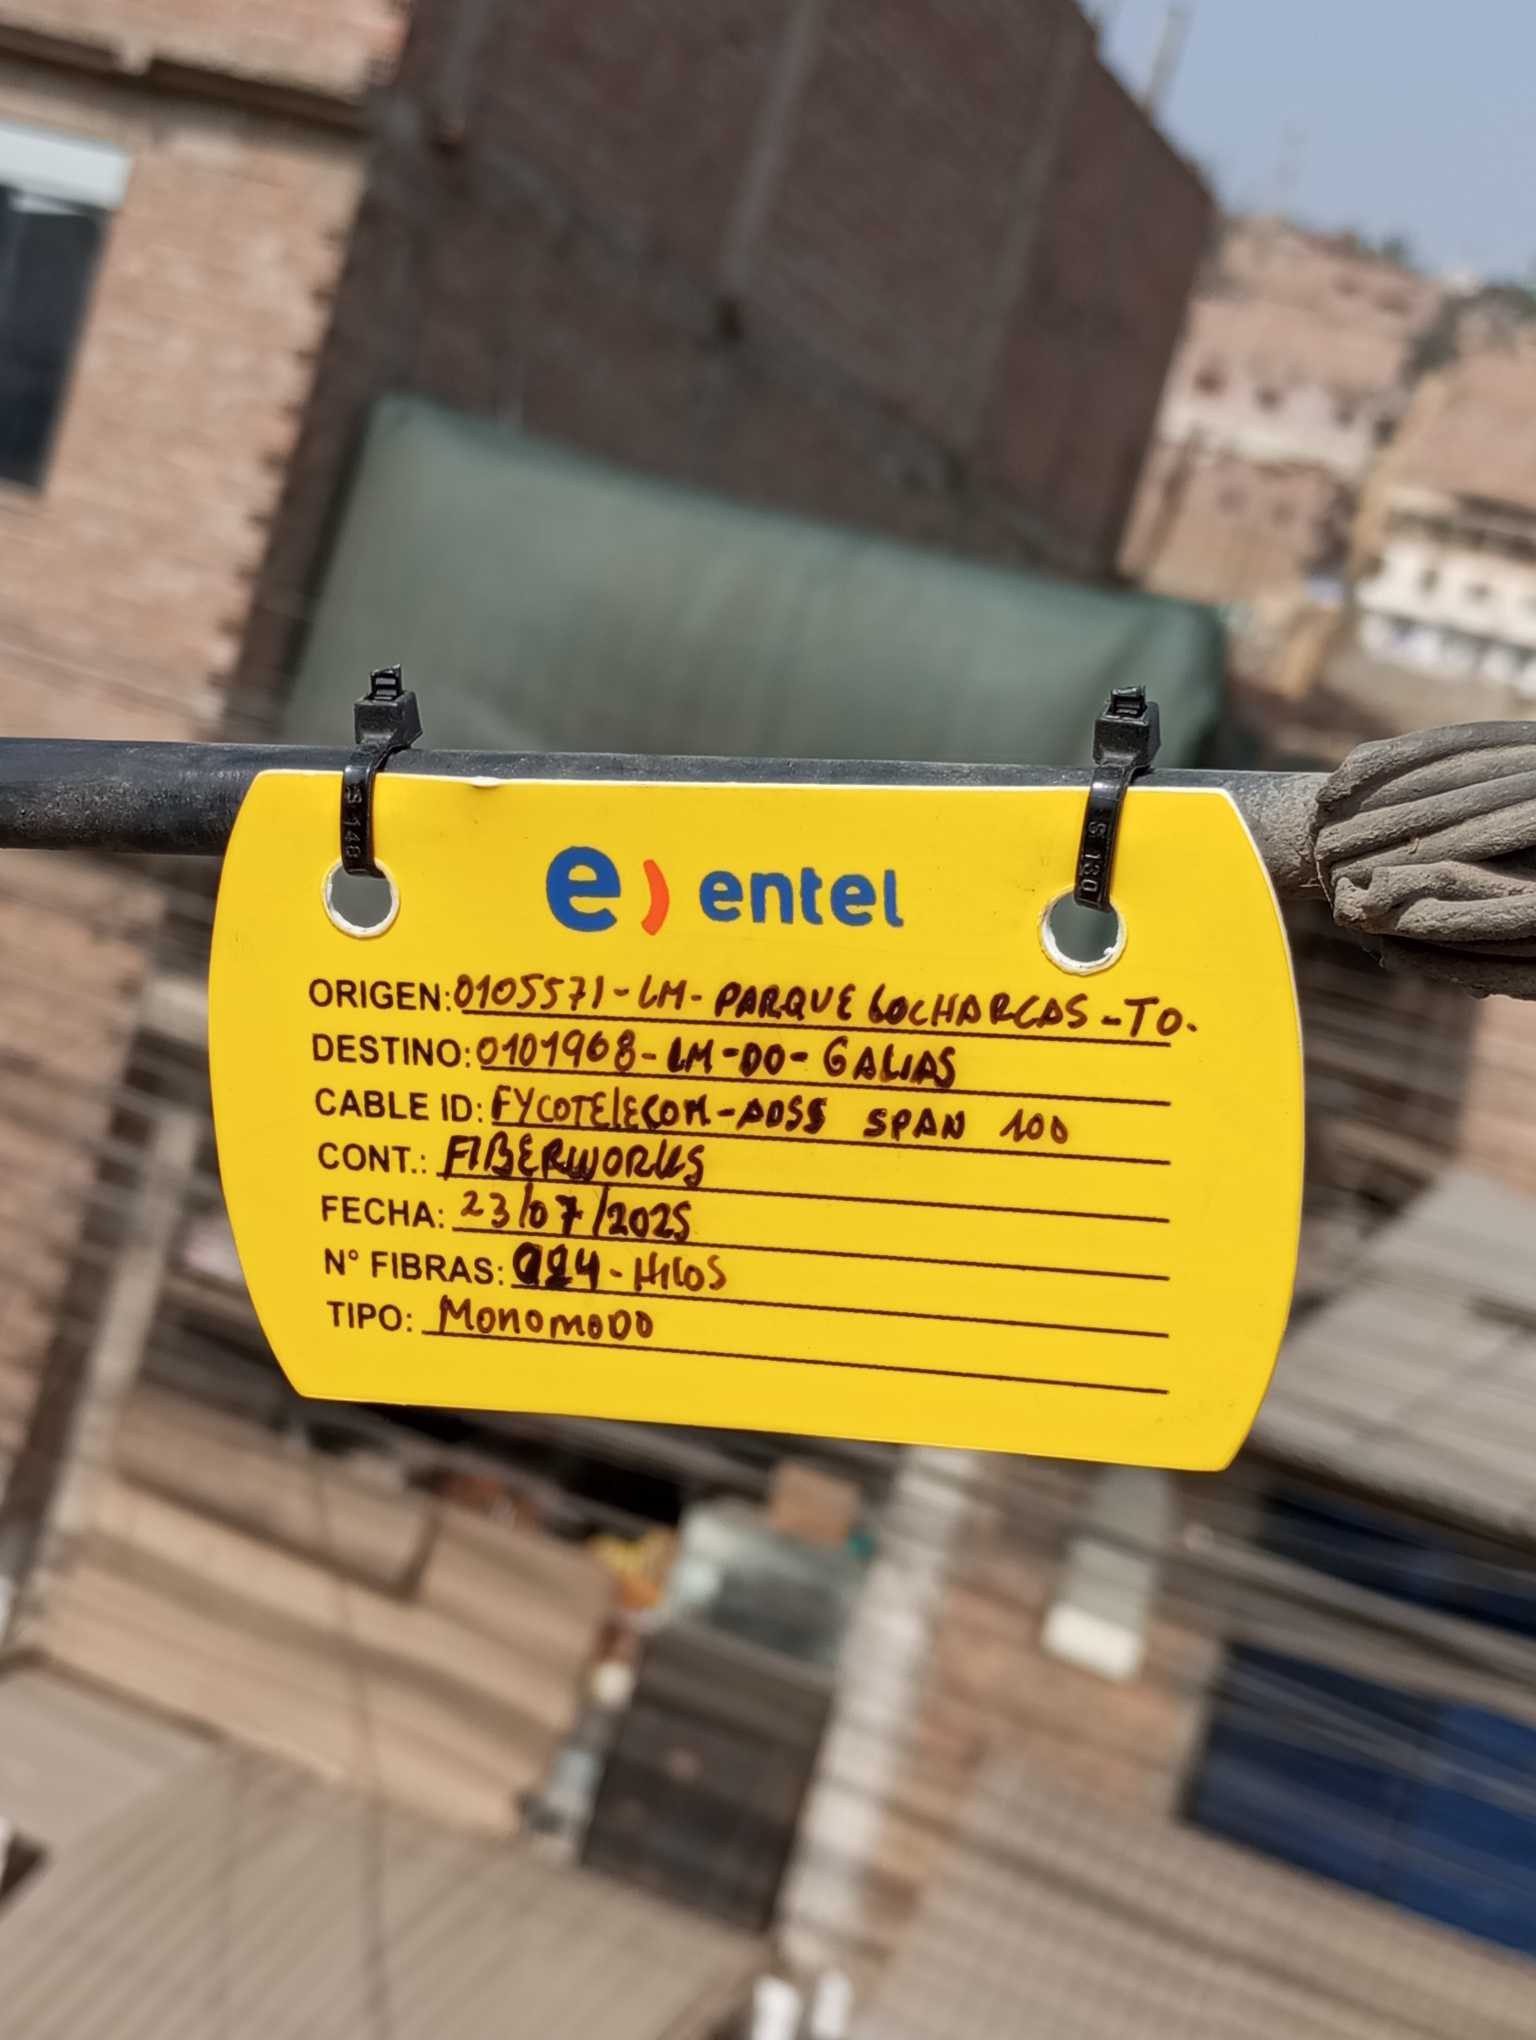 e) entel
ORIGEN: 0105571-LM-PARQUE COCHARCAS-TO.
DESTINO: 0101968-LM-DO-GALIAS
CABLE ID: FYCOTElECOM-ADSS SPAN 100
CONT.: FIBERWORKS
FECHA: 23/07/2025
N° FIBRAS: 024-HILOS
TIPO: MONOMODO